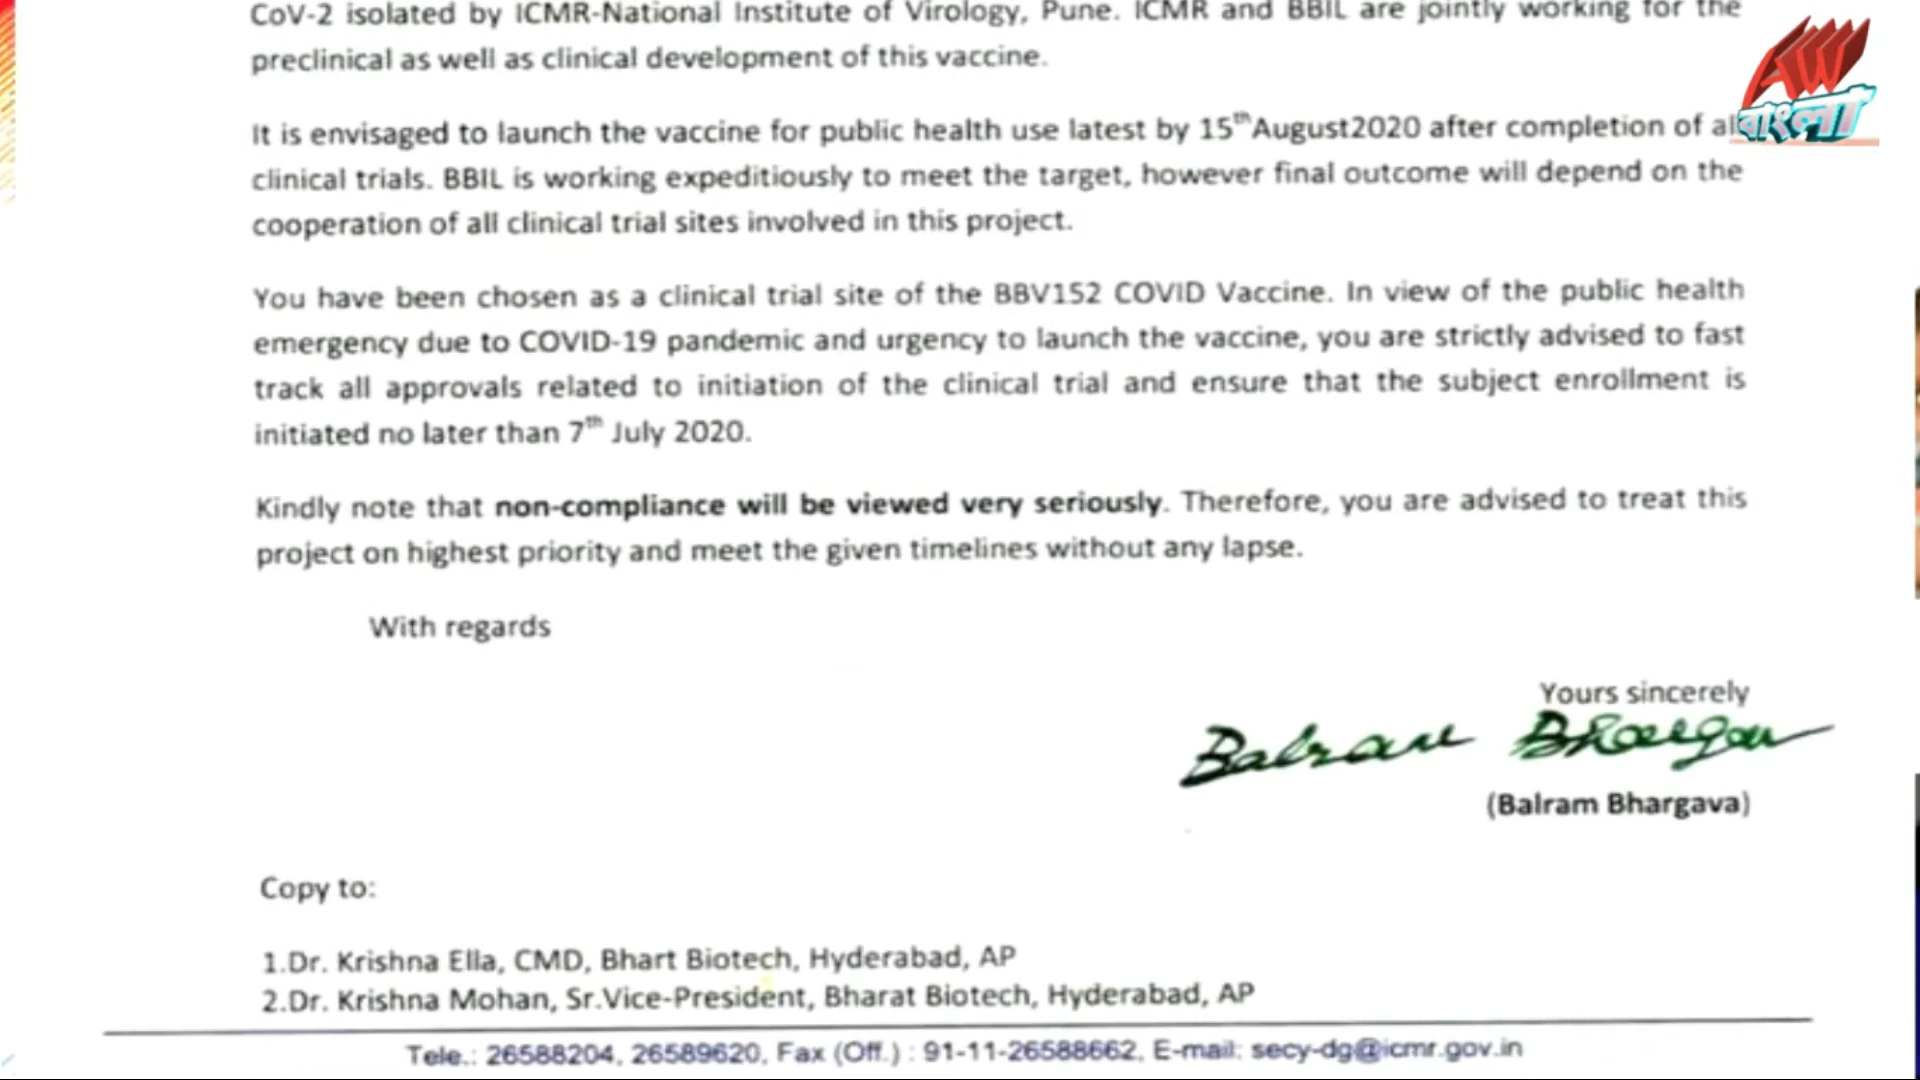 CoV-2 isolated by ICMR-National Institute of Virology, Pune. ICMR and BBIL are jointly working for the
preclinical as well as clinical development of this vaccine.
AW
বাংলা
It is envisaged to launch the vaccine for public health use latest by 15th August2020 after completion of al
clinical trials. BBIL is working expeditiously to meet the target, however final outcome will depend on the
cooperation of all clinical trial sites involved in this project.
You have been chosen as a clinical trial site of the BBV152 COVID Vaccine. In view of the public health
emergency due to COVID-19 pandemic and urgency to launch the vaccine, you are strictly advised to fast
track all approvals related to initiation of the clinical trial and ensure that the subject enrollment is
initiated no later than 7th July 2020.
Kindly note that non-compliance will be viewed very seriously. Therefore, you are advised to treat this
project on highest priority and meet the given timelines without any lapse.
With regards
Yours sincerely
Balram Bhargava
(Balram Bhargava)
Copy to:
1.Dr. Krishna Ella, CMD, Bhart Biotech, Hyderabad, AP
2.Dr. Krishna Mohan, Sr.Vice-President, Bharat Biotech, Hyderabad, AP
Tele.: 26588204, 26589620, Fax (Off.) : 91-11-26588662, E-mail: secy-dg@icmr.gov.in